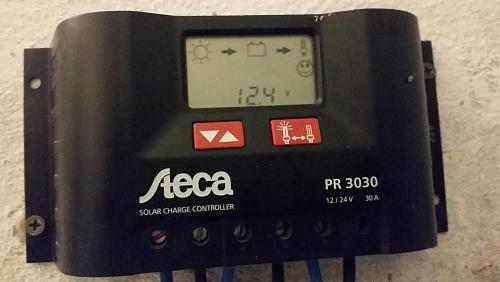 12.4 V
Steca
SOLAR CHARGE CONTROLLER
PR 3030
12 / 24 V 30 A